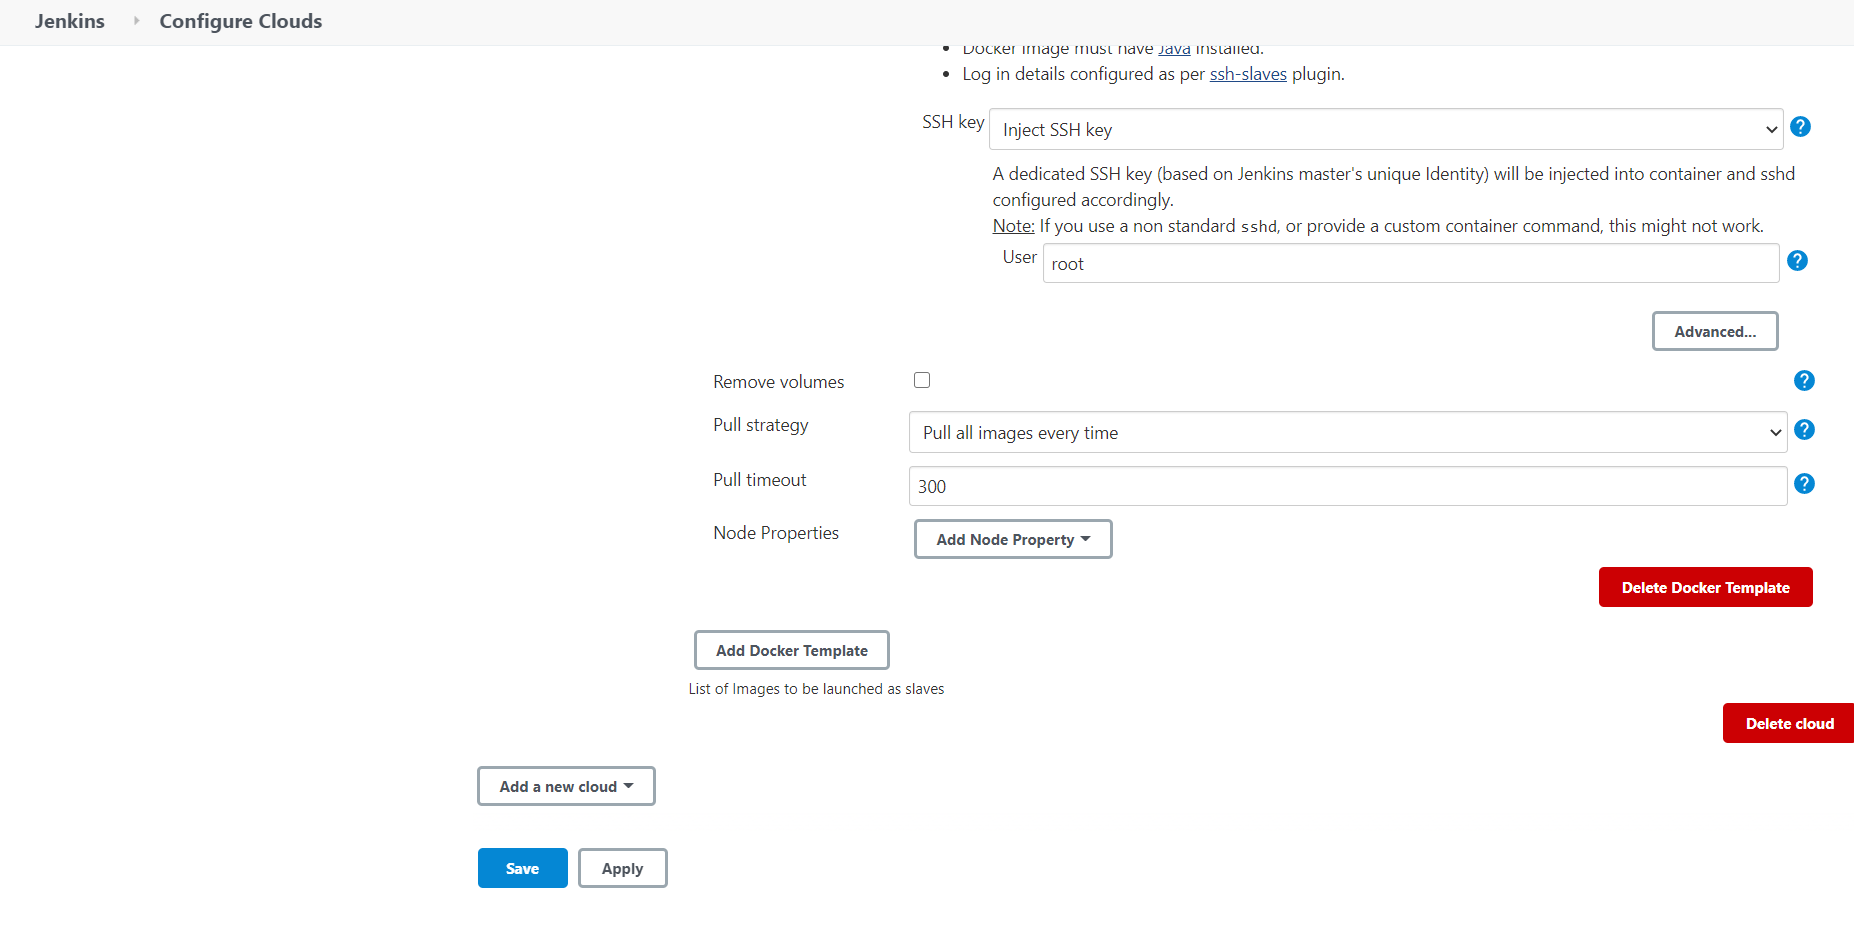 Jenkins
Configure Clouds
Docker image must have Java installed.
Log in details configured as per ssh-slaves plugin.
SSH key
Inject SSH key
A dedicated SSH key (based on Jenkins master's unique Identity) will be injected into container and sshd
configured accordingly.
Note: If you use a non standard sshd, or provide a custom container command, this might not work.
User
root
Advanced...
Remove volumes
Pull strategy
Pull all images every time
Pull timeout
300
Node Properties
Add Node Property
Delete Docker Template
Add Docker Template
List of Images to be launched as slaves
Delete cloud
Add a new cloud
Save
Apply